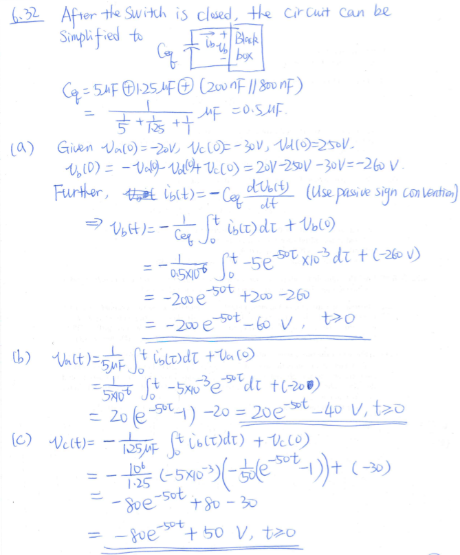 6.32 After the switch is closed, the circuit can be
simplified to
Ceq ib + Vb - Black box
Ceq = 5μF ⊕ 1.25μF ⊕ (200nF || 800nF)
= 1 / (1/5 + 1/1.25 + 1/1) μF = 0.5μF.
(a) Given Va(0)=-20V, Vc(0)=-30V, Vd(0)=250V.
Vb(0) = -Va(0)-Vd(0)+Vc(0) = 20V-250V-30V=-260V.
Further, ib(t)=-Ceq dVb(t)/dt (Use passive sign convention)
⇒ Vb(t)=-1/Ceq ∫₀ᵗ ib(τ)dτ + Vb(0)
= -1/(0.5×10⁻⁶) ∫₀ᵗ -5e^(-50τ) ×10⁻³ dτ + (-260V)
= -200e^(-50t) +200 -260
= -200e^(-50t) -60 V, t≥0
(b) Va(t)=1/(5μF) ∫₀ᵗ ib(τ)dτ +Va(0)
= 1/(5×10⁻⁶) ∫₀ᵗ -5×10⁻³e^(-50τ)dτ +(-20)
= 20(e^(-50t)-1) -20 = 20e^(-50t) -40 V, t≥0
(c) Vc(t)= -1/(1.25μF) ∫₀ᵗ ib(τ)dτ) + Vc(0)
= -10⁶/1.25 (-5×10⁻³)(-1/50(e^(-50t)-1)) + (-30)
= -80e^(-50t) +80 -30
= -80e^(-50t) +50 V, t≥0